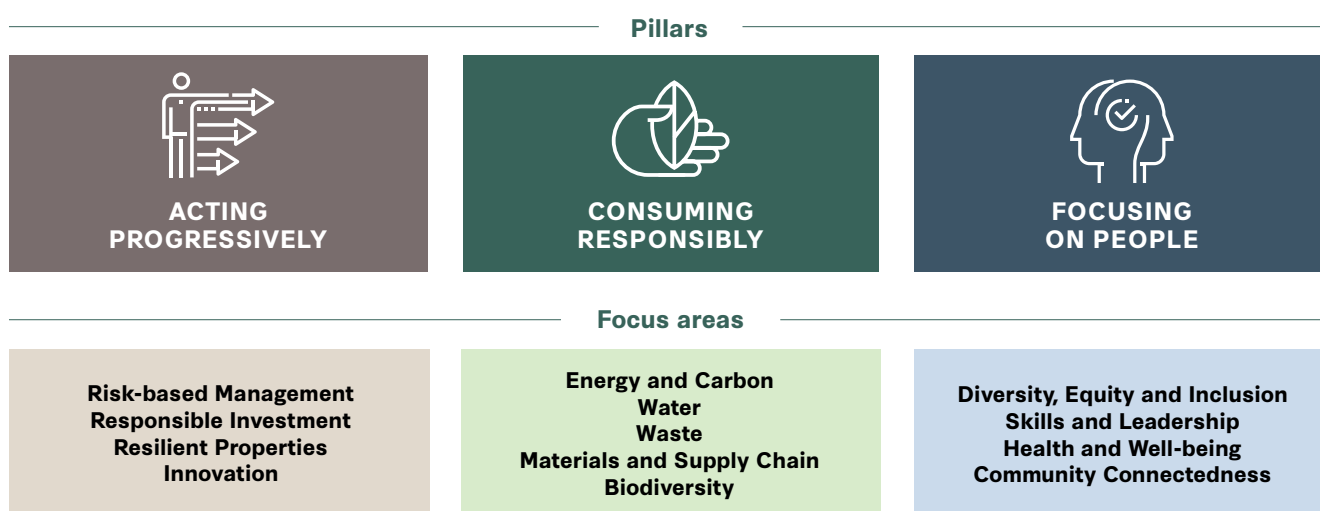 Pillars
ACTING
PROGRESSIVELY
CONSUMING
RESPONSIBLY
FOCUSING
ON PEOPLE
Focus areas
Risk-based Management
Responsible Investment
Resilient Properties
Innovation
Energy and Carbon
Water
Waste
Materials and Supply Chain
Biodiversity
Diversity, Equity and Inclusion
Skills and Leadership
Health and Well-being
Community Connectedness